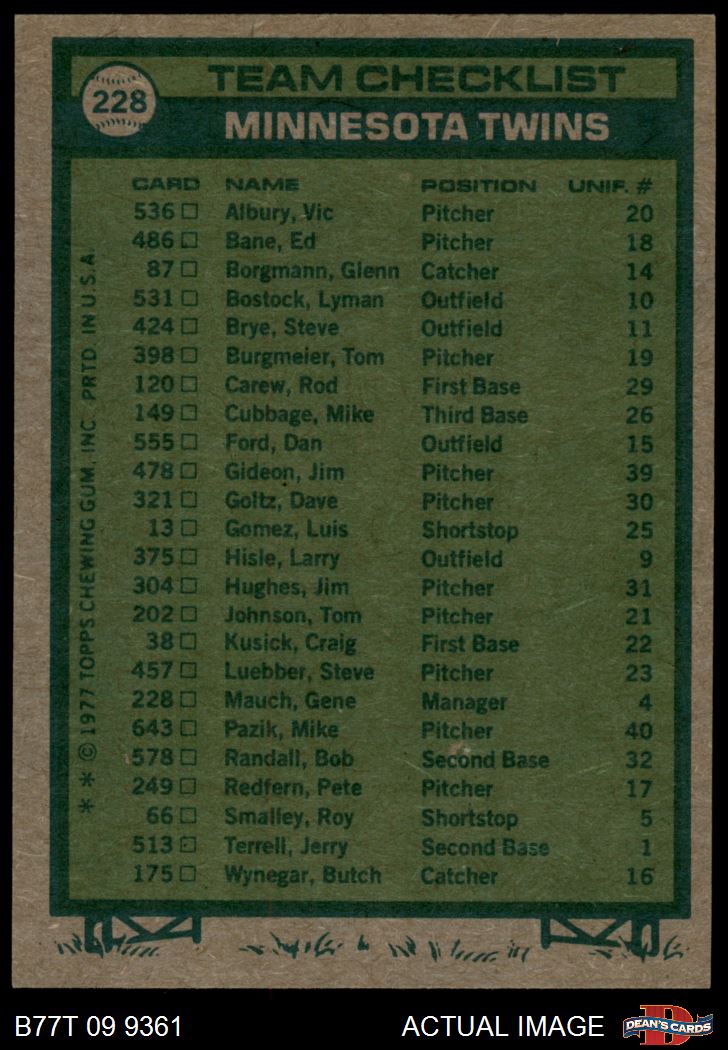 228
TEAM CHECKLIST
MINNESOTA TWINS
CARD NAME POSITION UNIF. #
536 Albury, Vic Pitcher 20
486 Bane, Ed Pitcher 18
87 Borgmann, Glenn Catcher 14
531 Bostock, Lyman Outfield 10
424 Brye, Steve Outfield 11
398 Burgmeier, Tom Pitcher 19
120 Carew, Rod First Base 29
149 Cubbage, Mike Third Base 26
555 Ford, Dan Outfield 15
478 Gideon, Jim Pitcher 39
321 Goltz, Dave Pitcher 30
13 Gomez, Luis Shortstop 25
375 Hisle, Larry Outfield 9
304 Hughes, Jim Pitcher 31
202 Johnson, Tom Pitcher 21
38 Kusick, Craig First Base 22
457 Luebber, Steve Pitcher 23
228 Mauch, Gene Manager 4
643 Pazik, Mike Pitcher 40
578 Randall, Bob Second Base 32
249 Redfern, Pete Pitcher 17
66 Smalley, Roy Shortstop 5
513 Terrell, Jerry Second Base 1
175 Wynegar, Butch Catcher 16
* * © 1977 TOPPS CHEWING GUM, INC. PRTD. IN U.S.A.
B77T 09 9361 ACTUAL IMAGE
D
DEAN'S CARDS